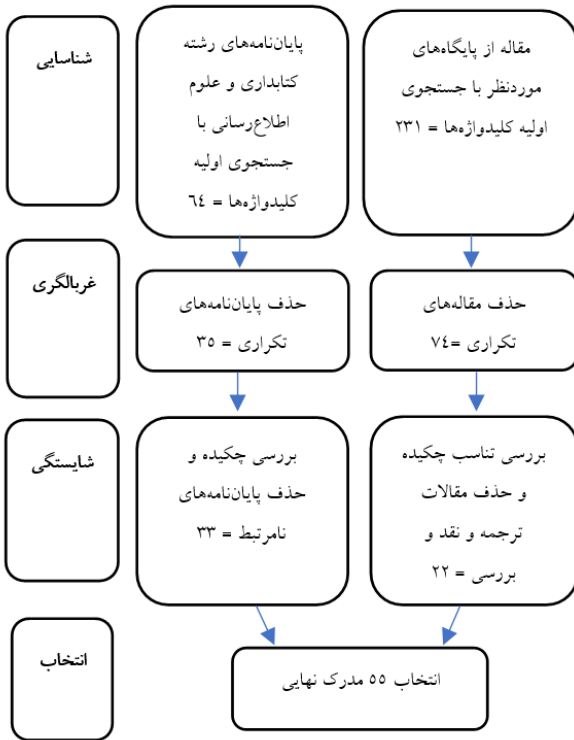 شناسایی
پایان‌نامه‌های رشته
کتابداری و علوم
اطلاع‌رسانی با
جستجوی اولیه
کلیدواژه‌ها = ٦٤
مقاله از پایگاه‌های
موردنظر با جستجوی
اولیه کلیدواژه‌ها = ۲۳۱
غربالگری
حذف پایان‌نامه‌های
تکراری = ۳٥
حذف مقاله‌های
تکراری =٧٤
شایستگی
بررسی چکیده و
حذف پایان‌نامه‌های
نامرتبط = ۳۳
بررسی تناسب چکیده
و حذف مقالات
ترجمه و نقد و
بررسی = ۲۲
انتخاب
انتخاب ٥٥ مدرک نهایی